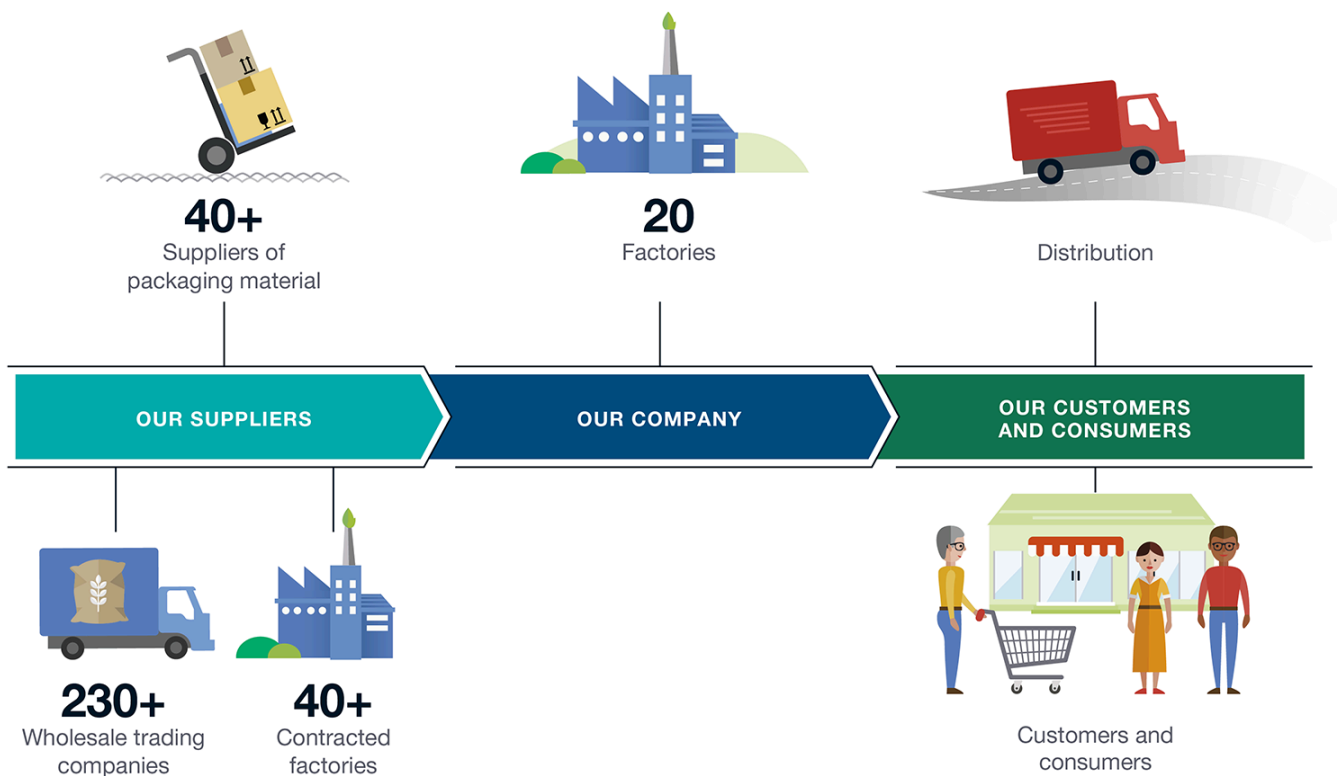 40+
Suppliers of
packaging material
20
Factories
Distribution
OUR SUPPLIERS
OUR COMPANY
OUR CUSTOMERS
AND CONSUMERS
230+
Wholesale trading
companies
40+
Contracted
factories
Customers and
consumers